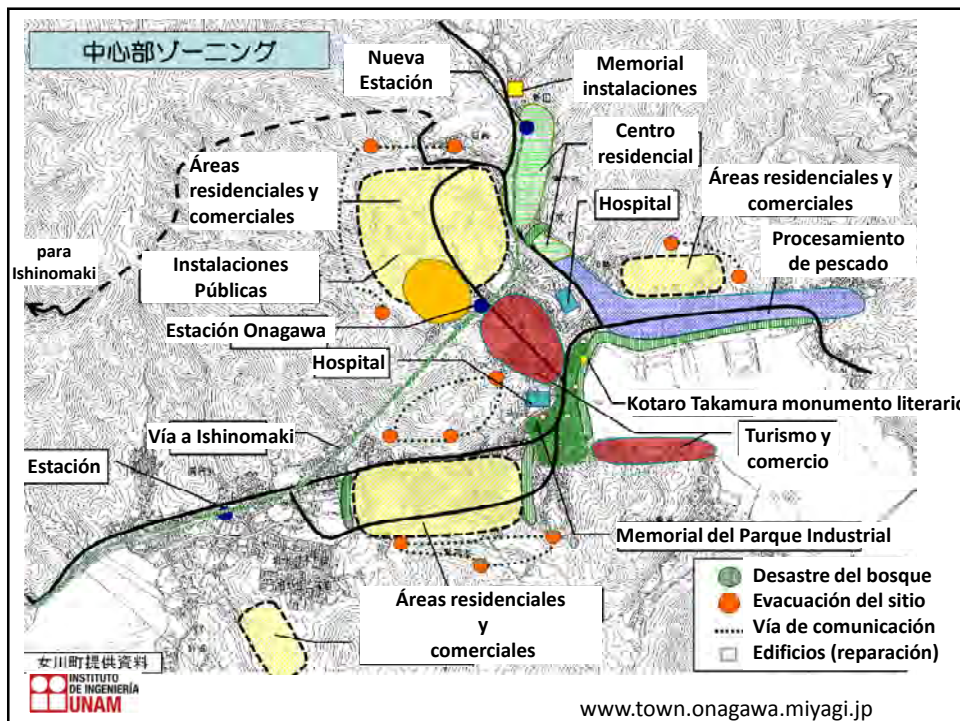 中心部ゾーニング
Nueva
Estación
Memorial
instalaciones
Centro
residencial
Áreas
residenciales y
comerciales
Áreas residenciales y
comerciales
Hospital
para
Ishinomaki
Procesamiento
de pescado
Instalaciones
Públicas
Estación Onagawa
Hospital
Kotaro Takamura monumento literario
Vía a Ishinomaki
Turismo y
comercio
Estación
Memorial del Parque Industrial
Áreas residenciales
y
comerciales
Desastre del bosque
Evacuación del sitio
Vía de comunicación
Edificios (reparación)
女川町提供資料
INSTITUTO
DE INGENIERÍA
UNAM
www.town.onagawa.miyagi.jp